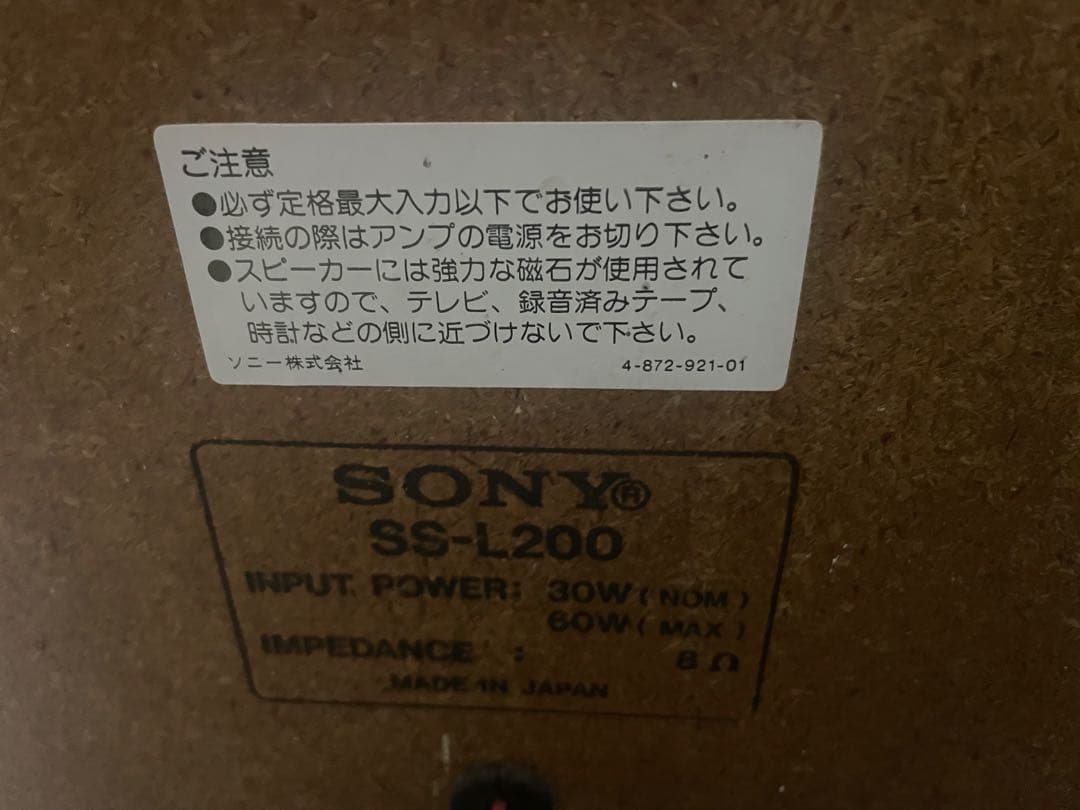 ご注意
●必ず定格最大入力以下でお使い下さい。
●接続の際はアンプの電源をお切り下さい。
●スピーカーには強力な磁石が使用されて
いますので、テレビ、録音済みテープ、
時計などの側に近づけないで下さい。
ソニー株式会社 4-872-921-01
SONY®
SS-L200
INPUT POWER: 30W (NOM)
60W (MAX)
IMPEDANCE : 8Ω
MADE IN JAPAN